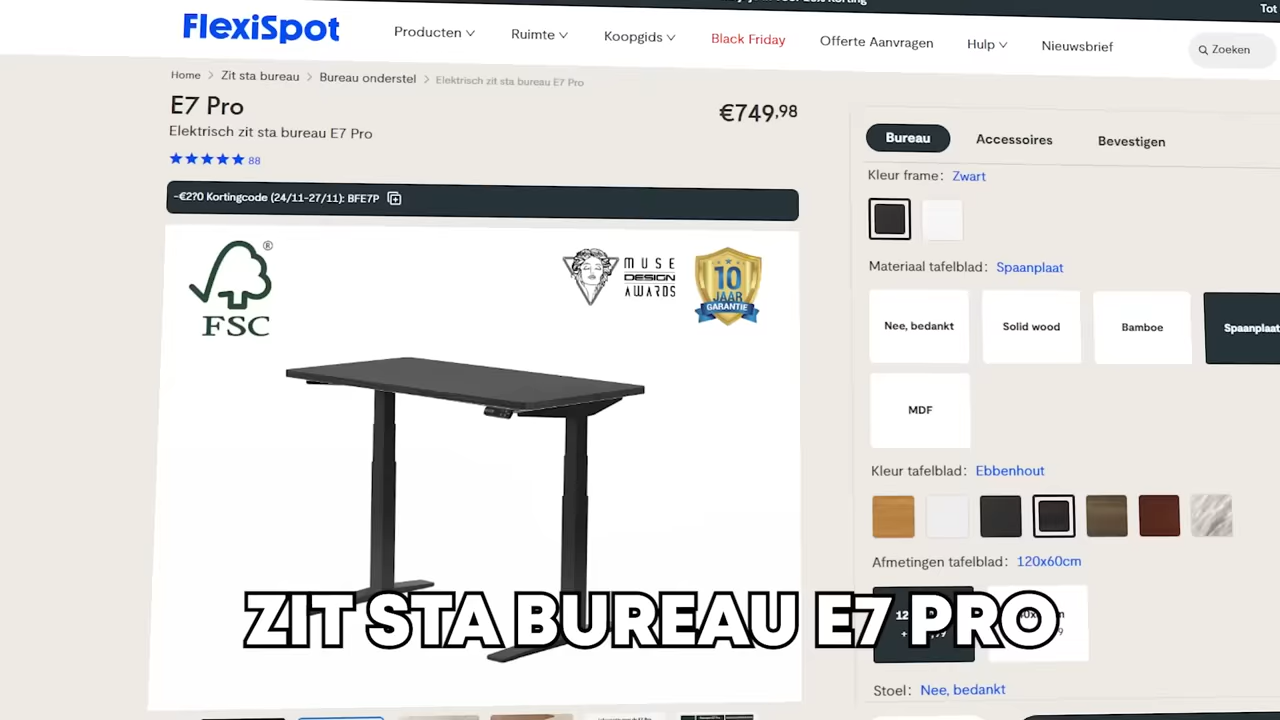 Tot
FlexiSpot
Producten
Ruimte
Koopgids
Black Friday
Offerte Aanvragen
Hulp
Nieuwsbrief
Zoeken
Home > Zit sta bureau > Bureau onderstel > Elektrisch zit sta bureau E7 Pro
E7 Pro
€749,98
Elektrisch zit sta bureau E7 Pro
88
-€2?0 Kortingcode (24/11-27/11): BFE7P
FSC
MUSE
DESIGN
AWARDS
10
JAAR
GARANTIE
Bureau
Accessoires
Bevestigen
Kleur frame: Zwart
Materiaal tafelblad: Spaanplaat
Nee, bedankt
Solid wood
Bamboe
Spaanplaat
MDF
Kleur tafelblad: Ebbenhout
Afmetingen tafelblad: 120x60cm
ZIT STA BUREAU E7 PRO
Stoel: Nee, bedankt